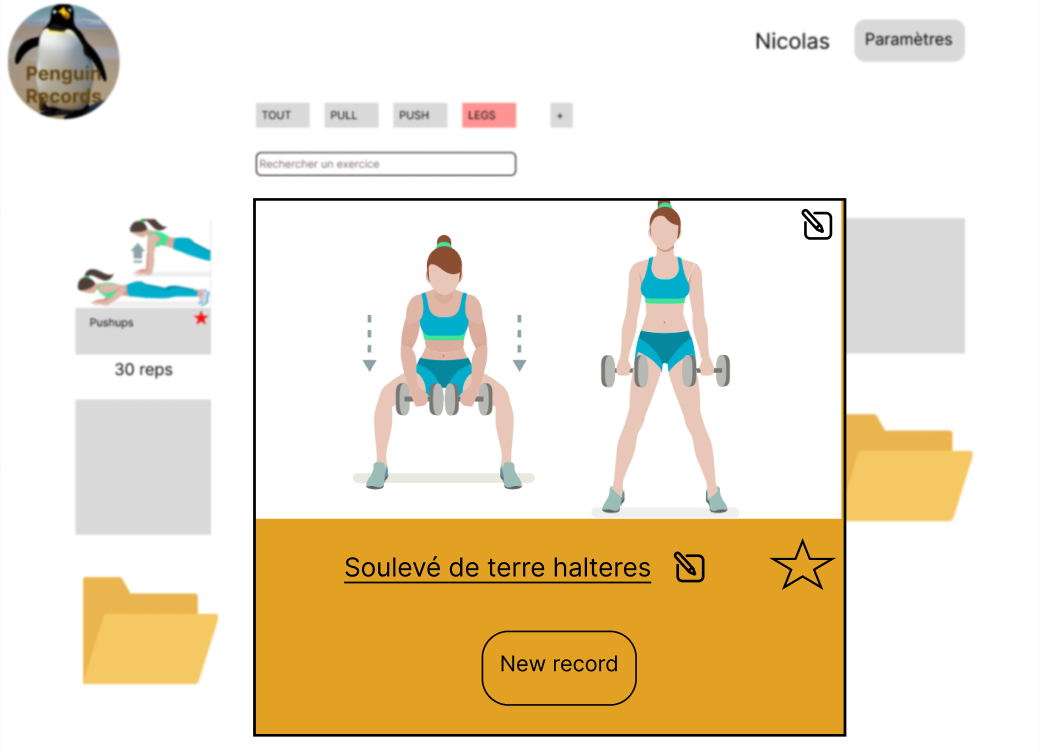 Penguin
Records
Nicolas
Paramètres
TOUT
PULL
PUSH
LEGS
+
Rechercher un exercice
Pushups
30 reps
Soulevé de terre halteres
New record